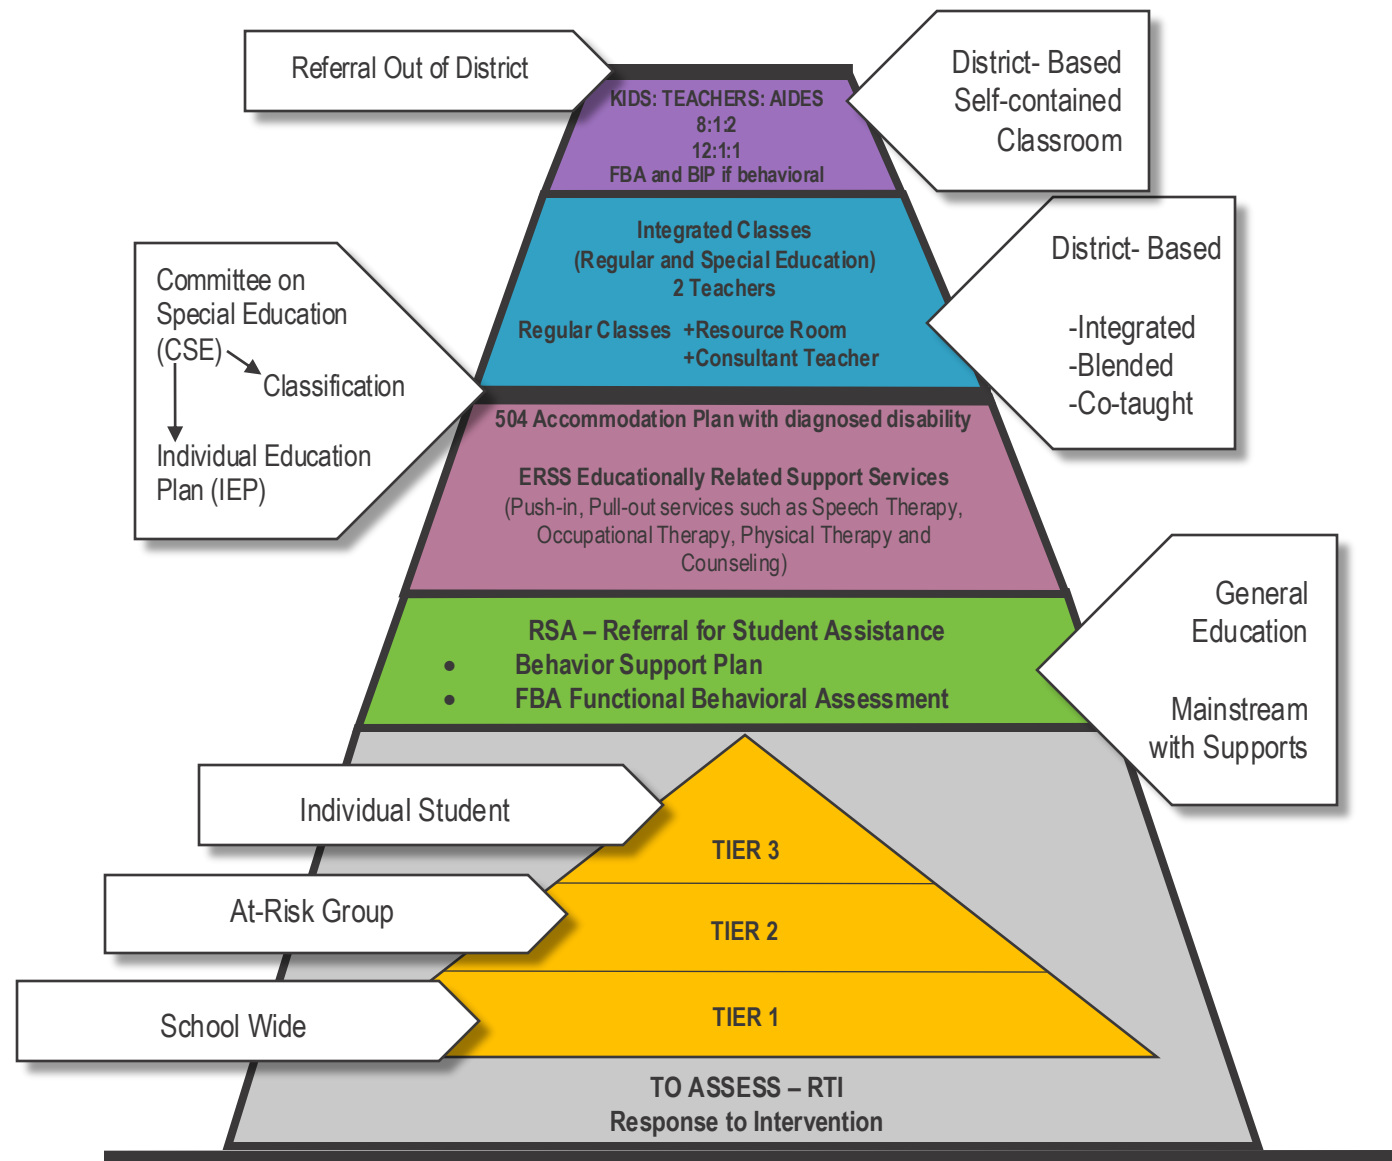 Referral Out of District
District- Based
Self-contained
Classroom
KIDS: TEACHERS: AIDES
8:1:2
12:1:1
FBA and BIP if behavioral
Integrated Classes
(Regular and Special Education)
2 Teachers
Regular Classes +Resource Room
+Consultant Teacher
District- Based
-Integrated
-Blended
-Co-taught
Committee on
Special Education
(CSE)
Classification
Individual Education
Plan (IEP)
504 Accommodation Plan with diagnosed disability
ERSS Educationally Related Support Services
(Push-in, Pull-out services such as Speech Therapy,
Occupational Therapy, Physical Therapy and
Counseling)
RSA – Referral for Student Assistance
• Behavior Support Plan
• FBA Functional Behavioral Assessment
General
Education
Mainstream
with Supports
Individual Student
TIER 3
At-Risk Group
TIER 2
School Wide
TIER 1
TO ASSESS – RTI
Response to Intervention